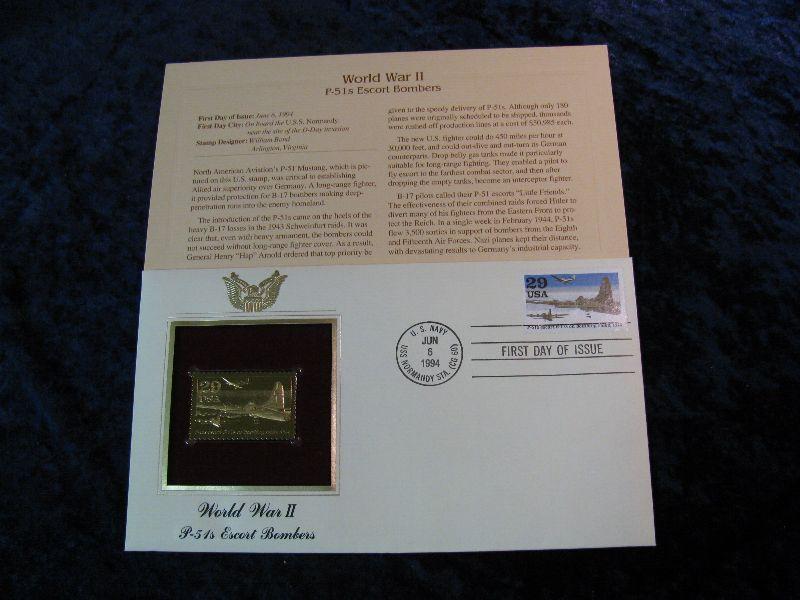 World War II
P-51s Escort Bombers
First Day of Issue: June 6, 1994
First Day City: On board the U.S.S. Normandy
near the site of the D-Day invasion
Stamp Designer: William Bond
Arlington, Virginia
North American Aviation's P-51 Mustang, which is pic-
tured on this U.S. stamp, was critical to establishing
Allied air superiority over Germany. A long-range fighter,
it provided protection for B-17 bombers making deep-
penetration runs into the enemy homeland.
The introduction of the P-51s came on the heels of the
heavy B-17 losses in the 1943 Schweinfurt raids. It was
clear that, even with heavy armament, the bombers could
not succeed without long-range fighter cover. As a result,
General Henry "Hap" Arnold ordered that top priority be
given to the speedy delivery of P-51s. Although only 180
planes were originally scheduled to be shipped, thousands
were rushed off production lines at a cost of $50,985 each.
The new U.S. fighter could do 450 miles per hour at
30,000 feet, and could out-dive and out-turn its German
counterparts. Drop belly gas tanks made it particularly
suitable for long-range fighting. They enabled a pilot to
fly escort to the farthest combat sector, and then after
dropping the empty tanks, become an interceptor fighter.
B-17 pilots called their P-51 escorts "Little Friends."
The effectiveness of their combined raids forced Hitler to
divert many of his fighters from the Eastern Front to pro-
tect the Reich. In a single week in February 1944, P-51s
flew 3,500 sorties in support of bombers from the Eighth
and Fifteenth Air Forces. Nazi planes kept their distance,
with devastating results to Germany's industrial capacity.
29
USA
P-51s escort B-17s on bombing raids, 1944
U.S. NAVY
JUN
6
1994
USS NORMANDY STA. (CG 60)
FIRST DAY OF ISSUE
29
USA
P-51s escort B-17s on bombing raids, 1944
World War II
P-51s Escort Bombers